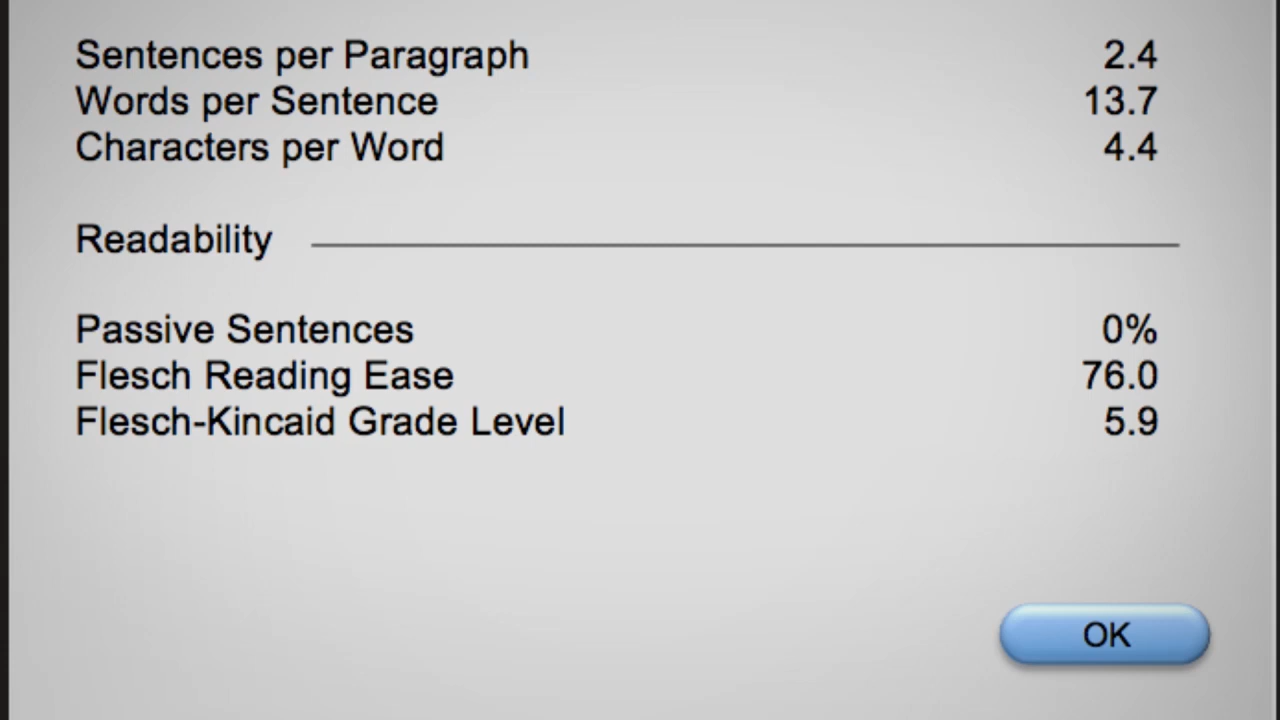 Sentences per Paragraph 2.4
Words per Sentence 13.7
Characters per Word 4.4
Readability
Passive Sentences 0%
Flesch Reading Ease 76.0
Flesch-Kincaid Grade Level 5.9
OK